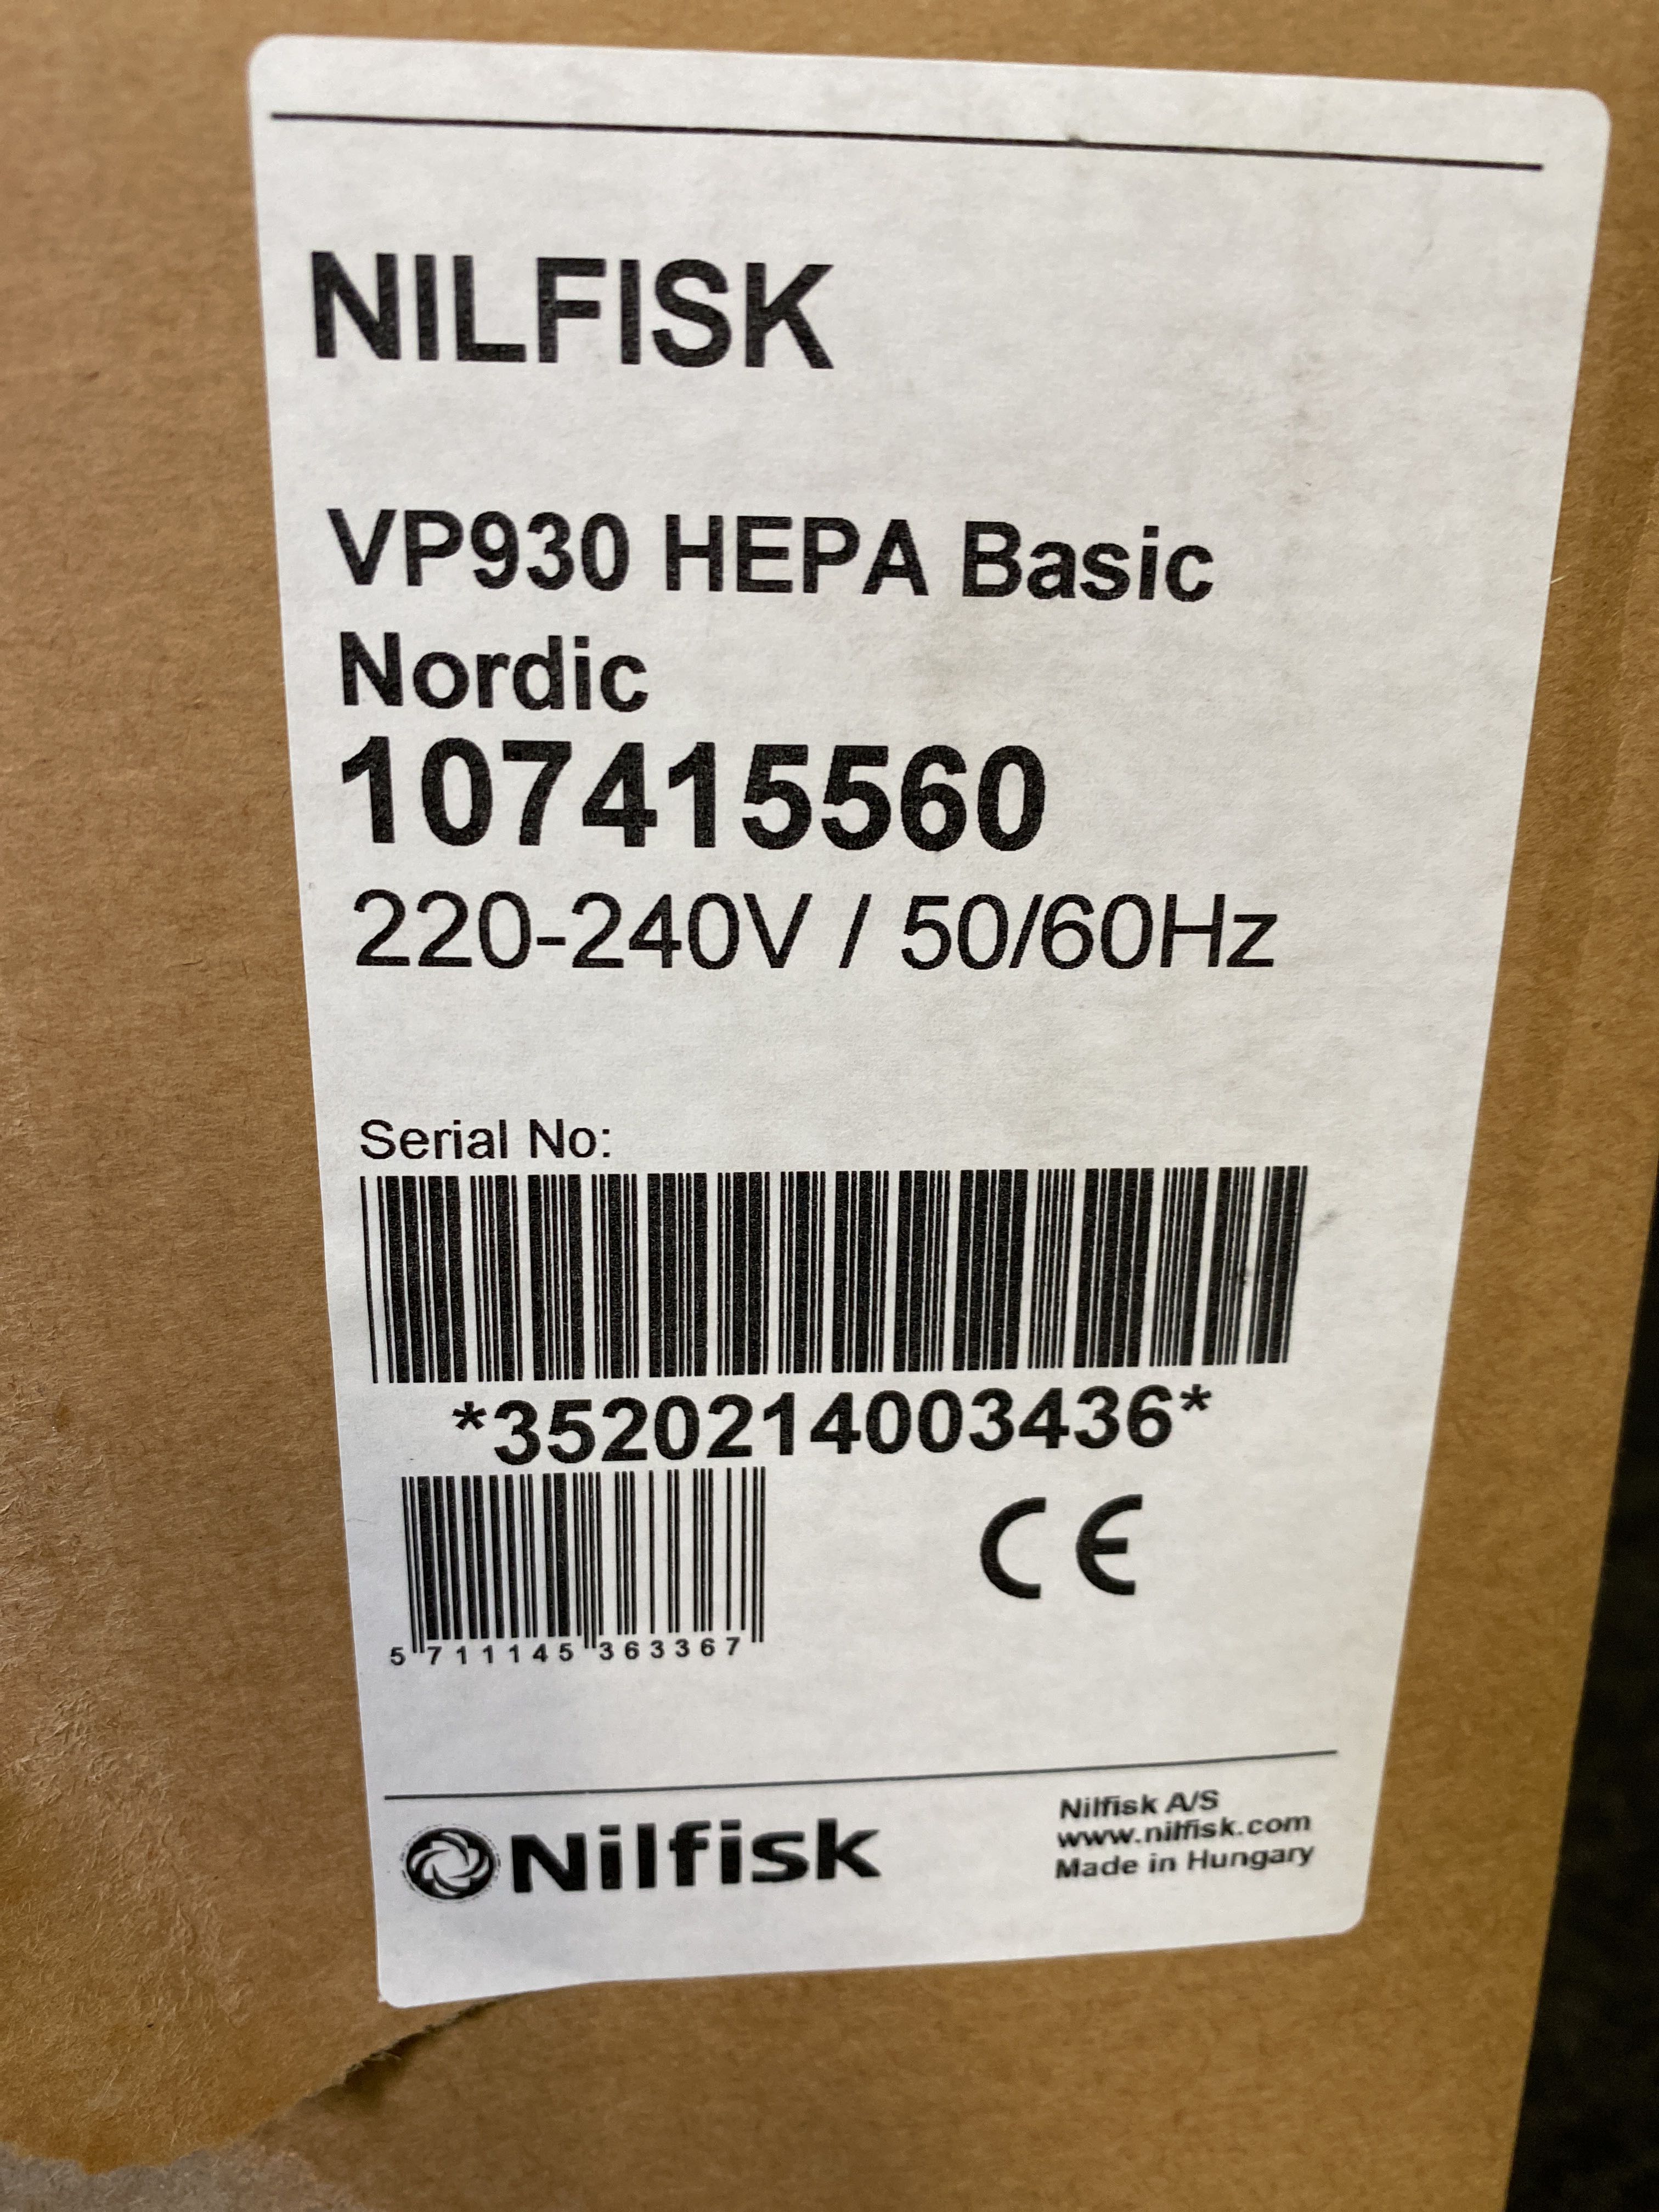 NILFISK
VP930 HEPA Basic
Nordic
107415560
220-240V / 50/60Hz
Serial No:
*3520214003436*
CE
5 711145 363367
Nilfisk
Nilfisk A/S
www.nilfisk.com
Made in Hungary